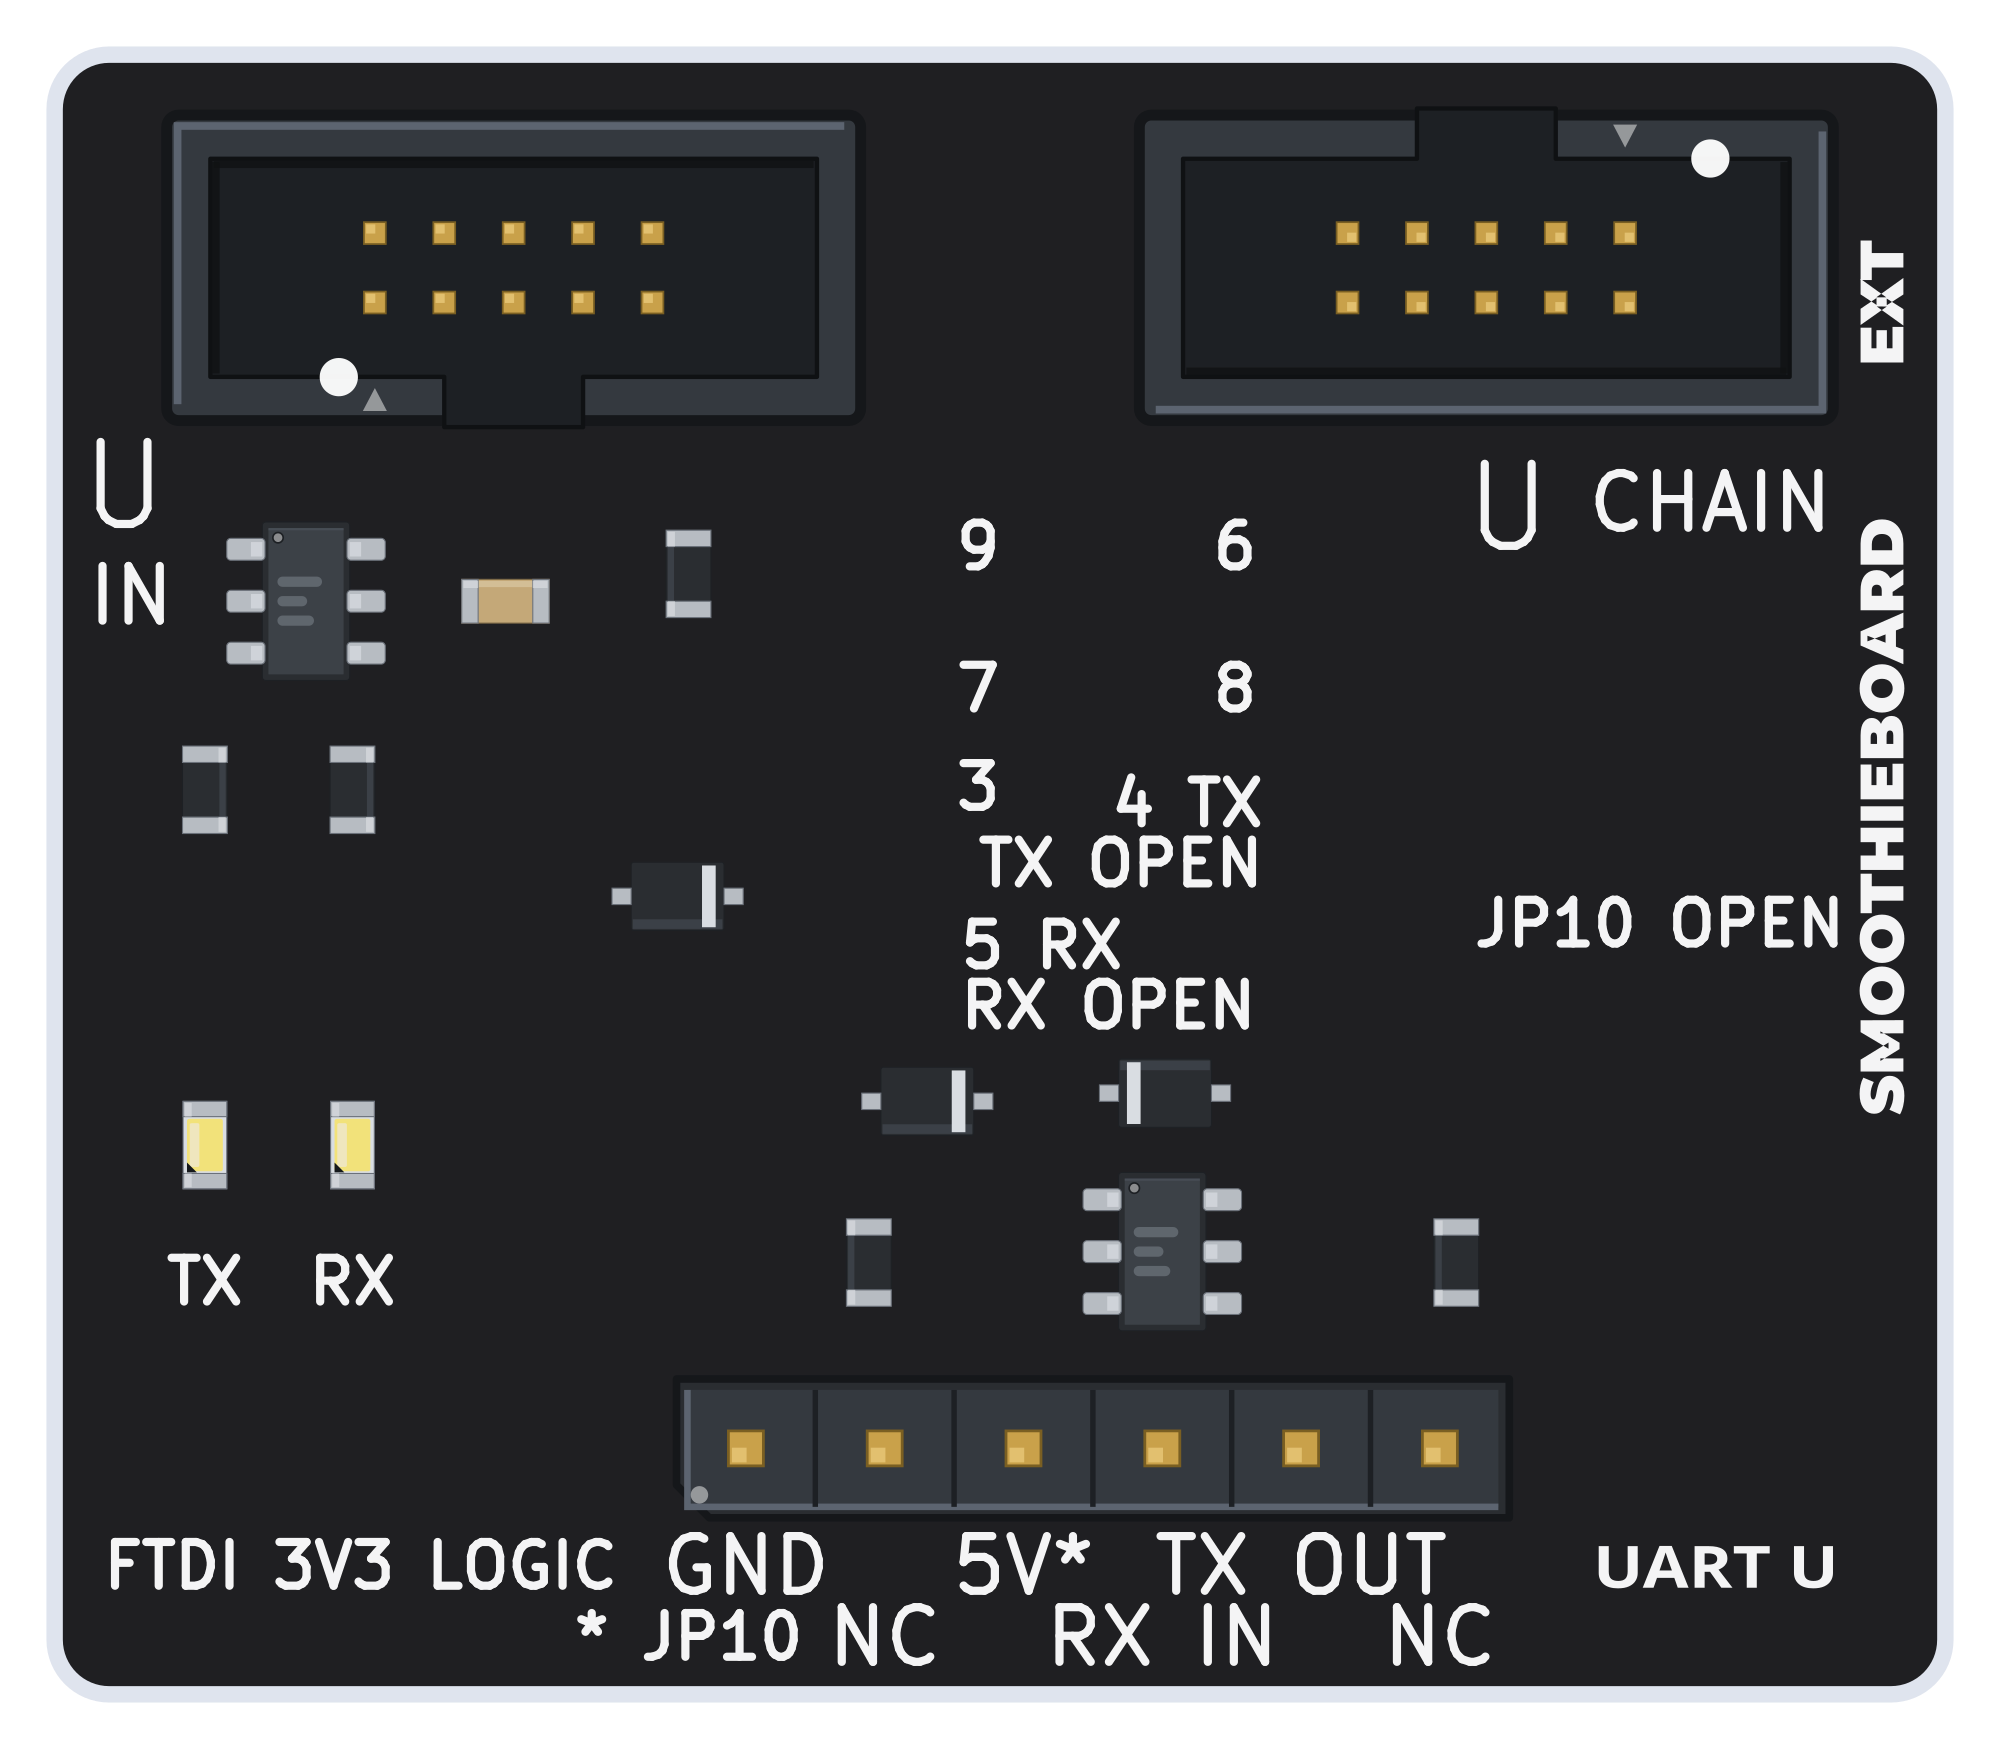 EXT
U
IN
U CHAIN
9 6
7 8
3
4 TX
TX OPEN
5 RX
RX OPEN
JP10 OPEN
SMOOTHIEBOARD
TX RX
FTDI 3V3 LOGIC GND 5V* TX OUT
UART U
* JP10 NC RX IN NC